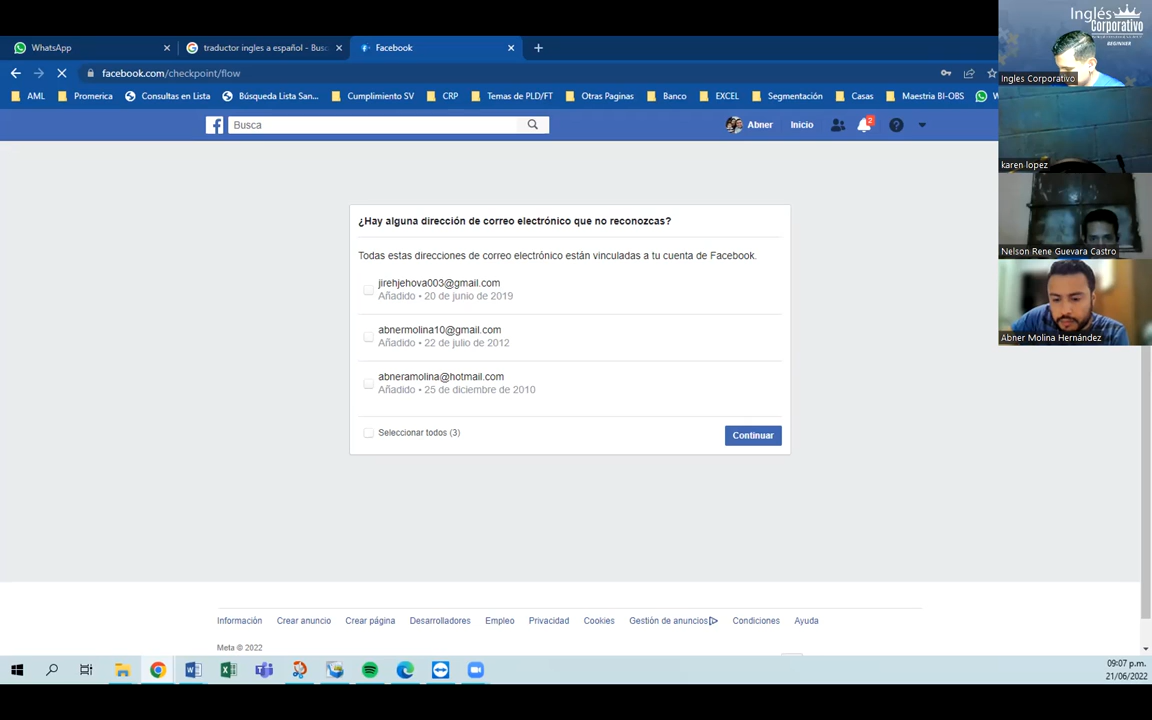 WhatsApp
traductor ingles a español - Busc
Facebook
facebook.com/checkpoint/flow
AML
Promerica
Consultas en Lista
Búsqueda Lista San...
Cumplimiento SV
CRP
Temas de PLD/FT
Otras Paginas
Banco
EXCEL
Segmentación
Casas
Maestria BI-OBS
W
Busca
Abner
Inicio
2
¿Hay alguna dirección de correo electrónico que no reconozcas?
Todas estas direcciones de correo electrónico están vinculadas a tu cuenta de Facebook.
jirehjehova003@gmail.com
Añadido • 20 de junio de 2019
abnermolina10@gmail.com
Añadido • 22 de julio de 2012
abneramolina@hotmail.com
Añadido • 25 de diciembre de 2010
Seleccionar todos (3)
Continuar
Información
Crear anuncio
Crear página
Desarrolladores
Empleo
Privacidad
Cookies
Gestión de anuncios
Condiciones
Ayuda
Meta © 2022
09:07 p.m.
21/06/2022
Inglés
Corporativo
BEGINNER
Ingles Corporativo
karen lopez
Nelson Rene Guevara Castro
Abner Molina Hernández